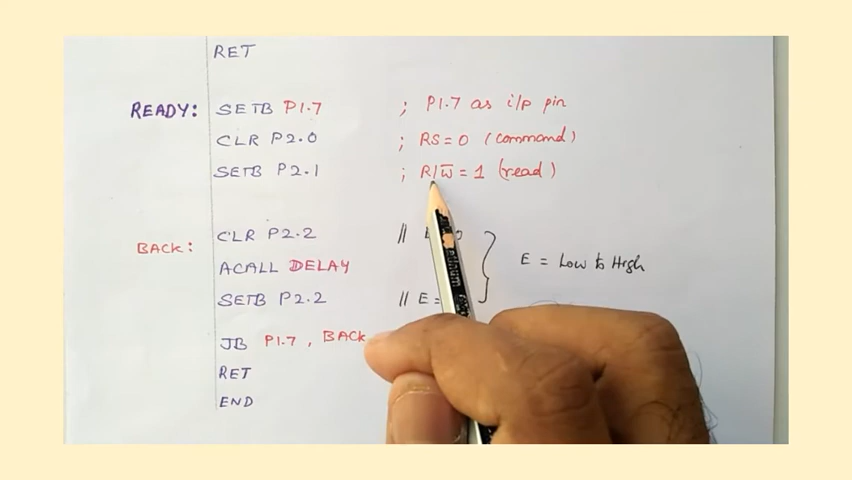 RET
READY: SETB P1.7 ; P1.7 as i/p pin
CLR P2.0 ; RS = 0 (command)
SETB P2.1 ; R/W̅ = 1 (read)
BACK: CLR P2.2 //
ACALL DELAY E = Low to High
SETB P2.2 // E =
JB P1.7 , BACK
RET
END